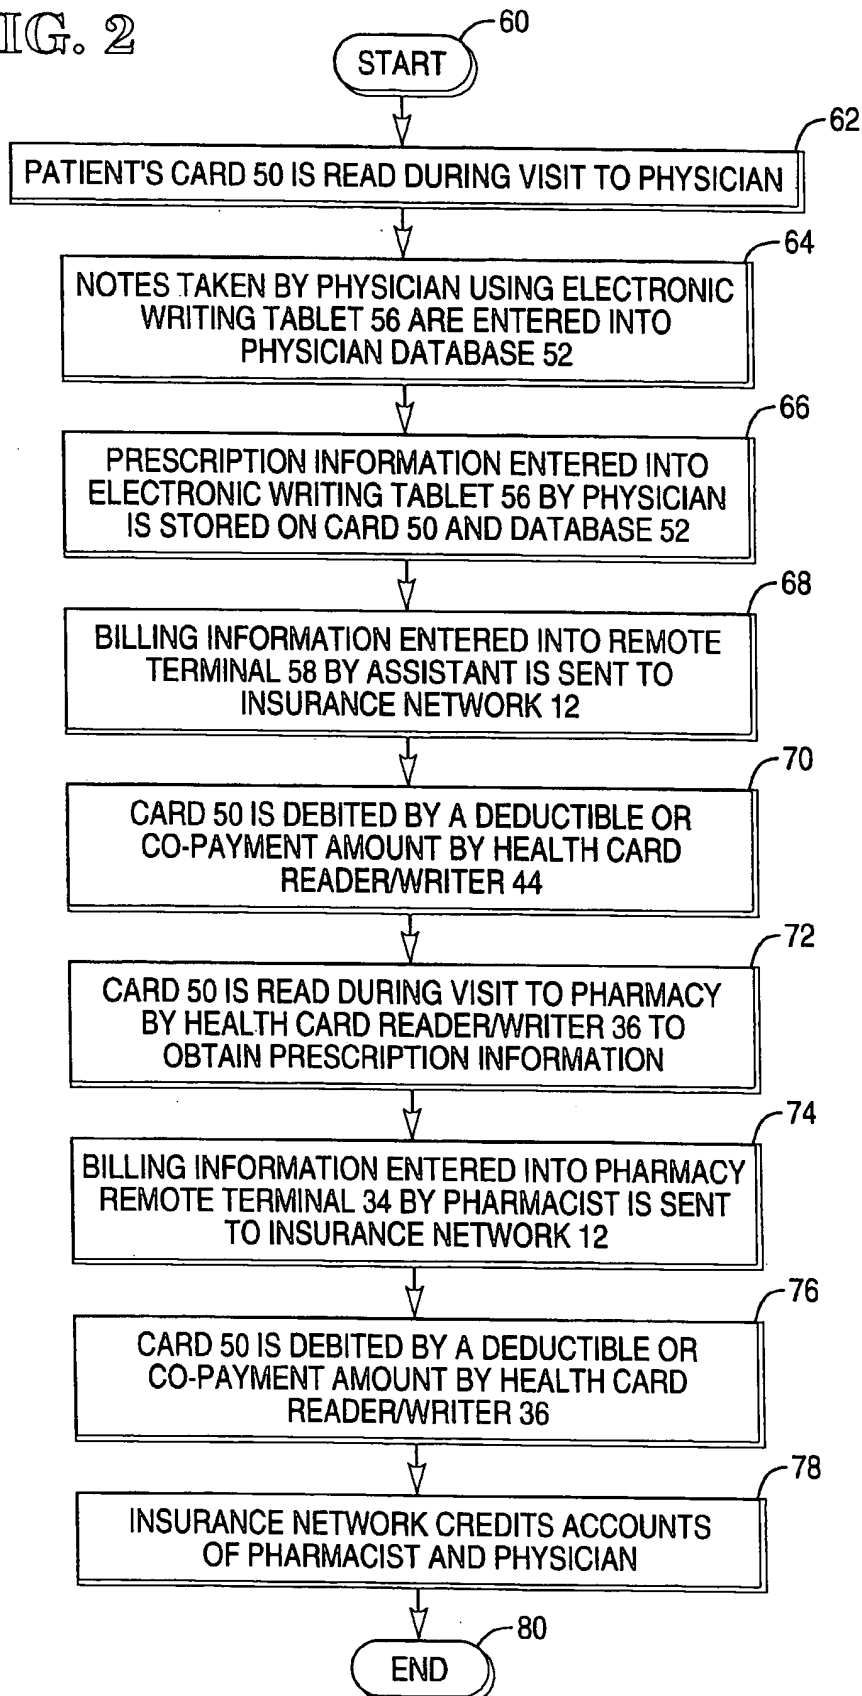 IG. 2
60
START
62
PATIENT'S CARD 50 IS READ DURING VISIT TO PHYSICIAN
64
NOTES TAKEN BY PHYSICIAN USING ELECTRONIC
WRITING TABLET 56 ARE ENTERED INTO
PHYSICIAN DATABASE 52
66
PRESCRIPTION INFORMATION ENTERED INTO
ELECTRONIC WRITING TABLET 56 BY PHYSICIAN
IS STORED ON CARD 50 AND DATABASE 52
68
BILLING INFORMATION ENTERED INTO REMOTE
TERMINAL 58 BY ASSISTANT IS SENT TO
INSURANCE NETWORK 12
70
CARD 50 IS DEBITED BY A DEDUCTIBLE OR
CO-PAYMENT AMOUNT BY HEALTH CARD
READER/WRITER 44
72
CARD 50 IS READ DURING VISIT TO PHARMACY
BY HEALTH CARD READER/WRITER 36 TO
OBTAIN PRESCRIPTION INFORMATION
74
BILLING INFORMATION ENTERED INTO PHARMACY
REMOTE TERMINAL 34 BY PHARMACIST IS SENT
TO INSURANCE NETWORK 12
76
CARD 50 IS DEBITED BY A DEDUCTIBLE OR
CO-PAYMENT AMOUNT BY HEALTH CARD
READER/WRITER 36
78
INSURANCE NETWORK CREDITS ACCOUNTS
OF PHARMACIST AND PHYSICIAN
80
END